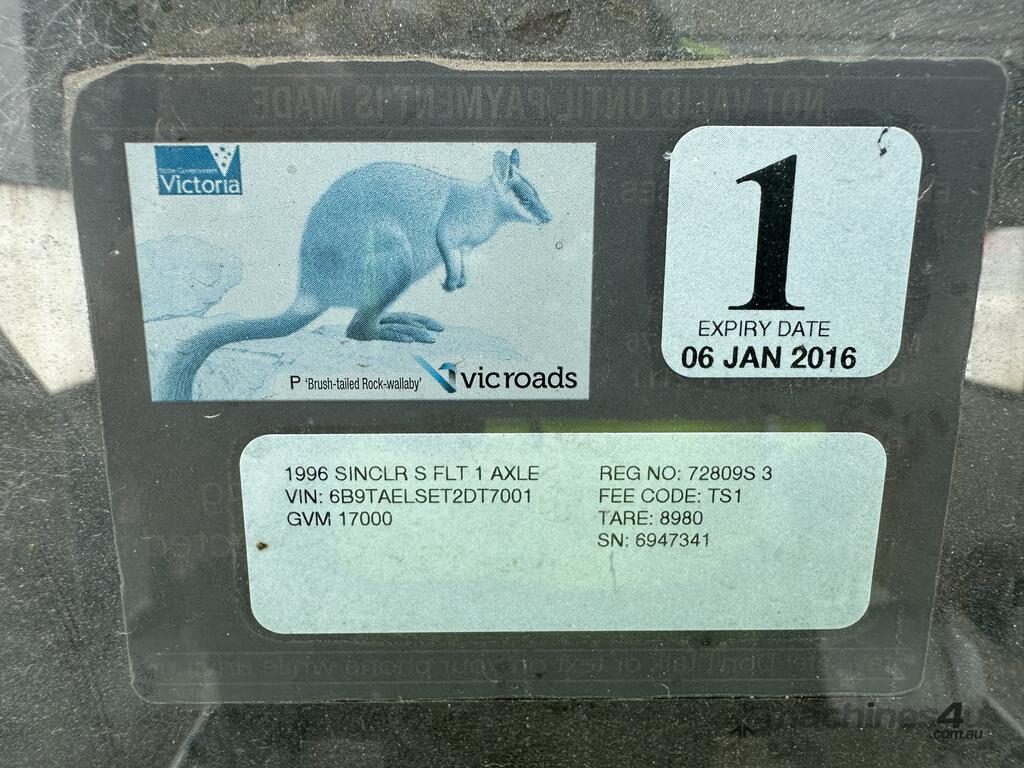 NOT VALID UNTIL PAYMENT IS MADE
State Government
Victoria
P 'Brush-tailed Rock-wallaby'
vicroads
1
EXPIRY DATE
06 JAN 2016
1996 SINCLR S FLT 1 AXLE
VIN: 6B9TAELSET2DT7001
GVM 17000
REG NO: 72809S 3
FEE CODE: TS1
TARE: 8980
SN: 6947341
machines4u
.com.au